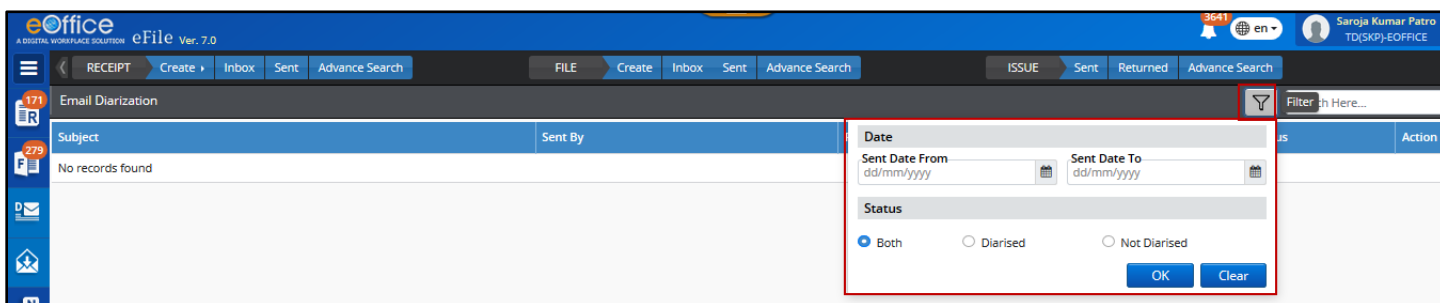 eOffice
A DIGITAL WORKPLACE SOLUTION eFile Ver. 7.0
3641
en
Saroja Kumar Patro
TD(SKP)-EOFFICE
RECEIPT Create Inbox Sent Advance Search FILE Create Inbox Sent Advance Search ISSUE Sent Returned Advance Search
171
R
Email Diarization
Filter
Here...
Subject Sent By Action
279
F
No records found
D
Date
Sent Date From Sent Date To
dd/mm/yyyy dd/mm/yyyy
Status
Both Diarised Not Diarised
OK Clear